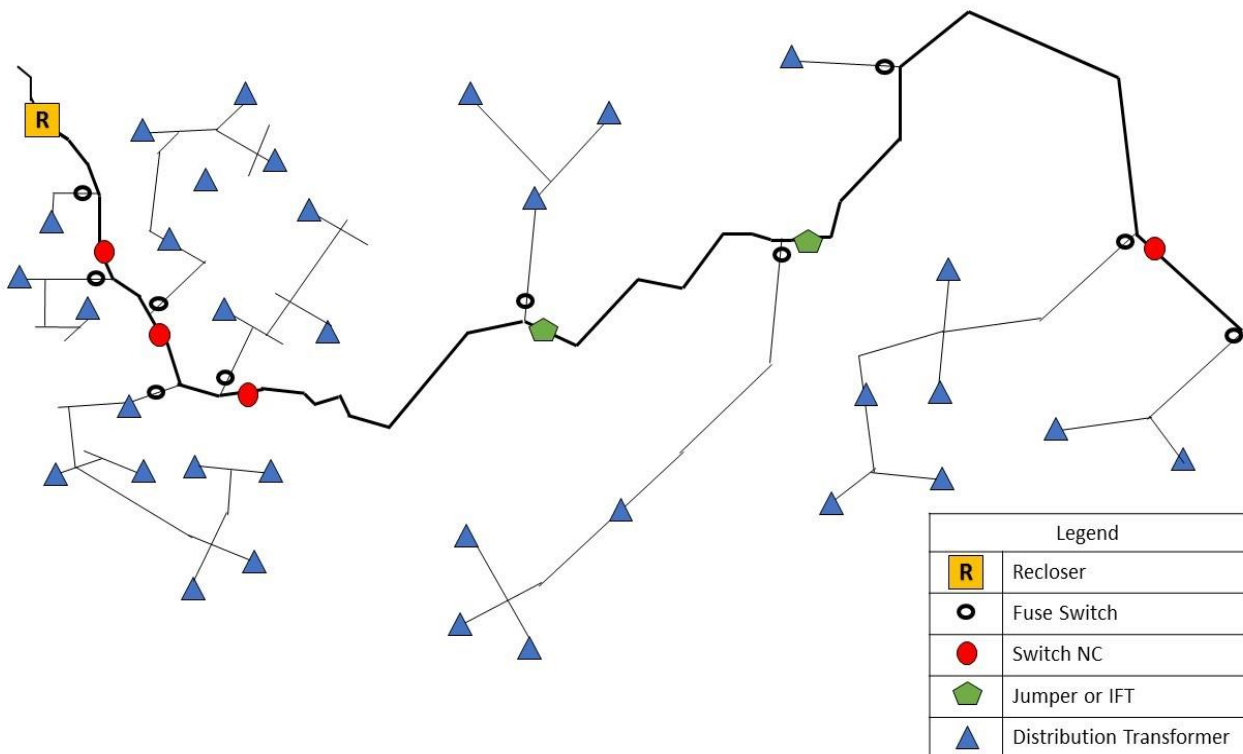 R
Legend
R Recloser
Fuse Switch
Switch NC
Jumper or IFT
Distribution Transformer